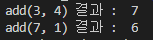 add(3, 4) 결과 :  7
add(7, 1) 결과 :  6